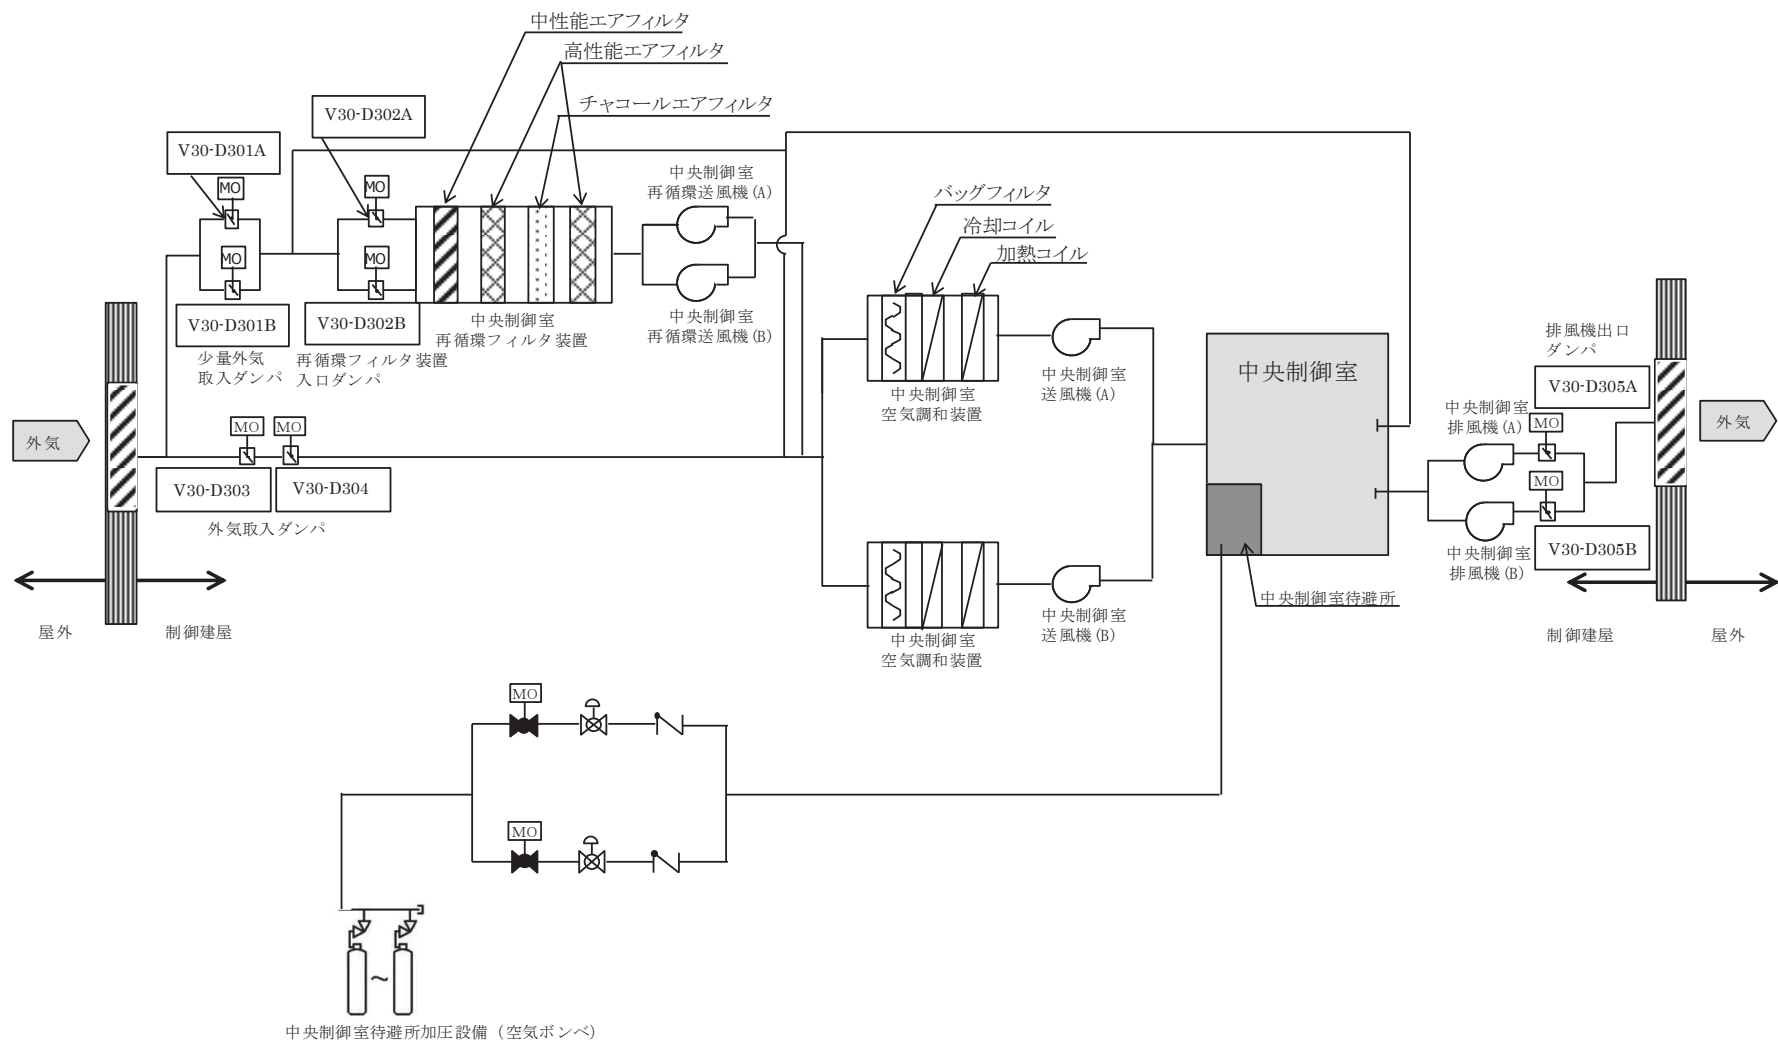 中性能エアフィルタ
高性能エアフィルタ
チャコールエアフィルタ
V30-D302A
V30-D301A
MO
MO
MO
MO
中央制御室
再循環送風機(A)
中央制御室
再循環送風機(B)
V30-D301B
少量外気
取入ダンパ
V30-D302B
再循環フィルタ装置
入口ダンパ
中央制御室
再循環フィルタ装置
バッグフィルタ
冷却コイル
加熱コイル
中央制御室
空気調和装置
中央制御室
送風機(A)
中央制御室
排風機出口
ダンパ
V30-D305A
中央制御室
排風機(A)
MO
MO
外気
外気
MO
MO
V30-D303
V30-D304
外気取入ダンパ
中央制御室
排風機(B)
V30-D305B
中央制御室待避所
屋外
制御建屋
中央制御室
空気調和装置
中央制御室
送風機(B)
制御建屋
屋外
MO
MO
中央制御室待避所加圧設備（空気ボンベ）
～